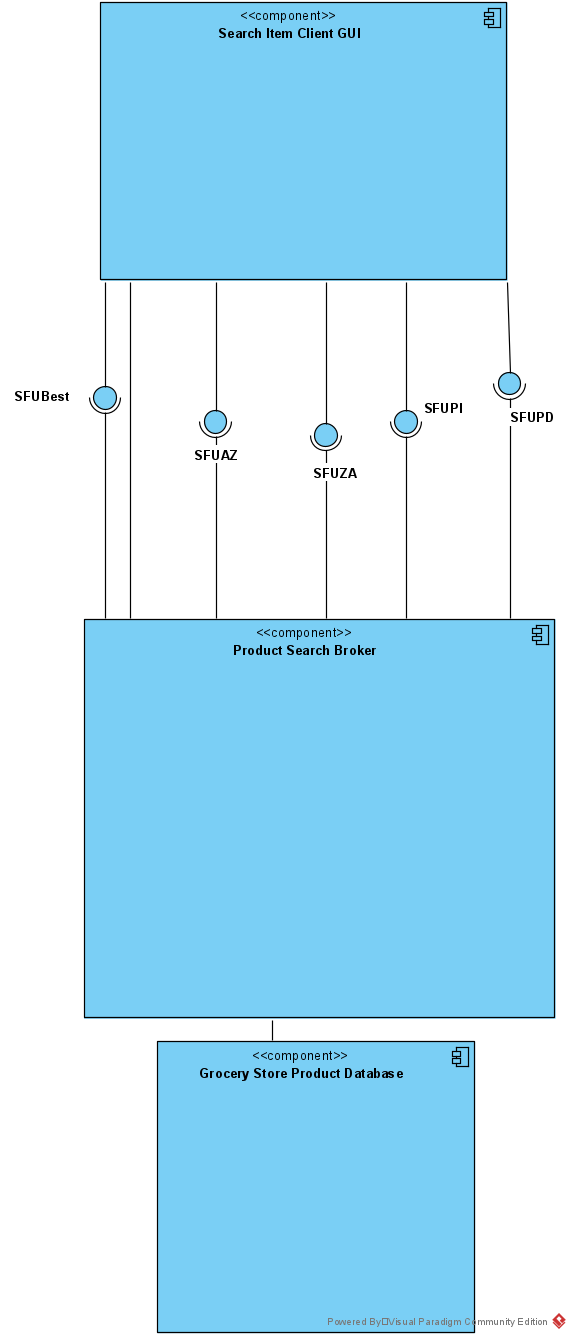 <<component>>
Search Item Client GUI
SFUBest
SFUPI
SFUPD
SFUAZ
SFUZA
<<component>>
Product Search Broker
<<component>>
Grocery Store Product Database
Powered By Visual Paradigm Community Edition